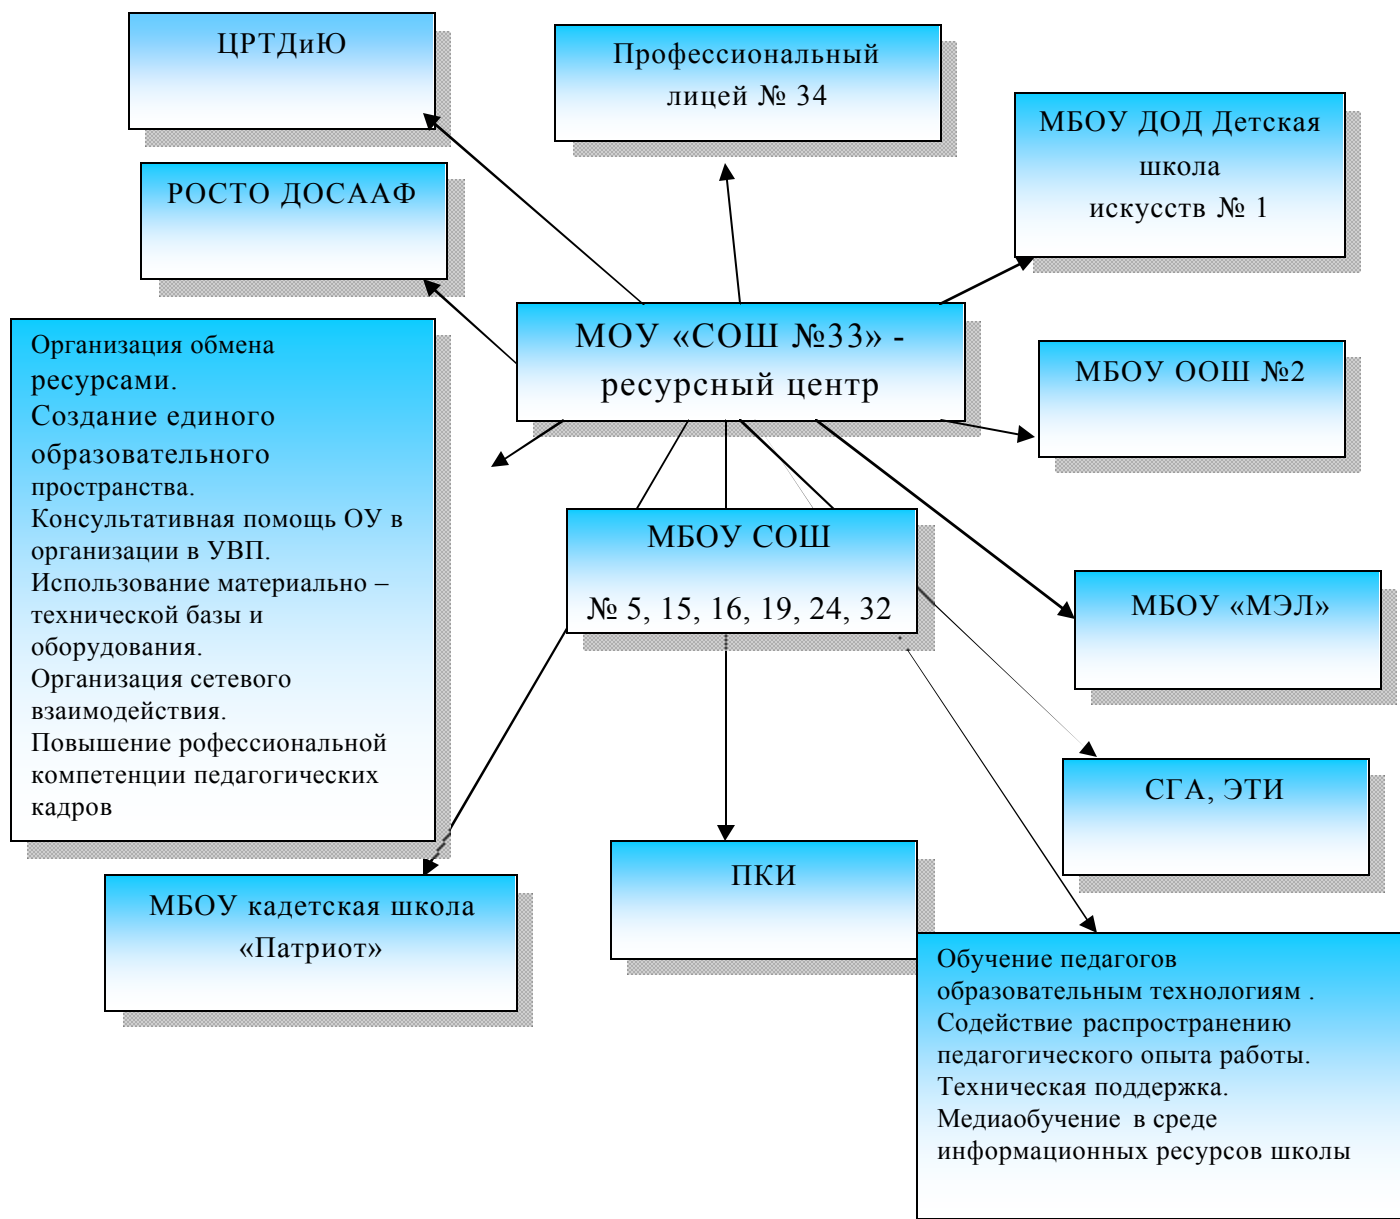 ЦРТДиЮ
Профессиональный
лицей № 34
МБОУ ДОД Детская
школа
искусств № 1
РОСТО ДОСААФ
МОУ «СОШ №33» -
ресурсный центр
МБОУ ООШ №2
Организация обмена
ресурсами.
Создание единого
образовательного
пространства.
Консультативная помощь ОУ в
организации в УВП.
Использование материально –
технической базы и
оборудования.
Организация сетевого
взаимодействия.
Повышение рофессиональной
компетенции педагогических
кадров
МБОУ СОШ
№ 5, 15, 16, 19, 24, 32
МБОУ «МЭЛ»
СГА, ЭТИ
ПКИ
МБОУ кадетская школа
«Патриот»
Обучение педагогов
образовательным технологиям .
Содействие распространению
педагогического опыта работы.
Техническая поддержка.
Медиаобучение в среде
информационных ресурсов школы